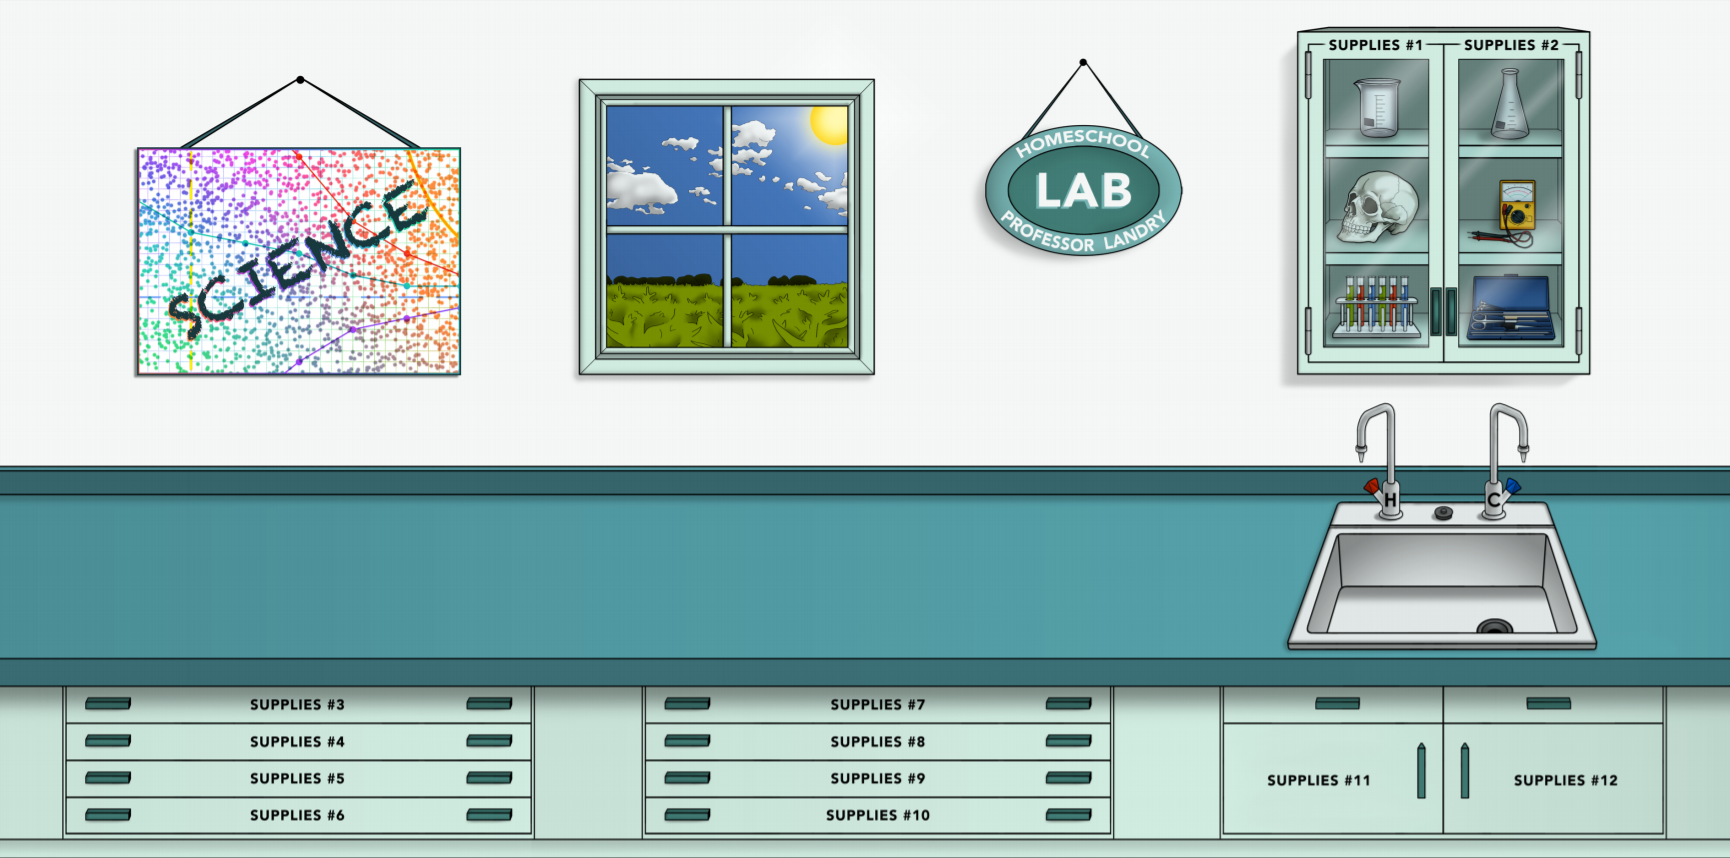 SCIENCE
HOMESCHOOL
LAB
PROFESSOR LANDRY
SUPPLIES #1
SUPPLIES #2
H
C
SUPPLIES #3
SUPPLIES #4
SUPPLIES #5
SUPPLIES #6
SUPPLIES #7
SUPPLIES #8
SUPPLIES #9
SUPPLIES #10
SUPPLIES #11
SUPPLIES #12